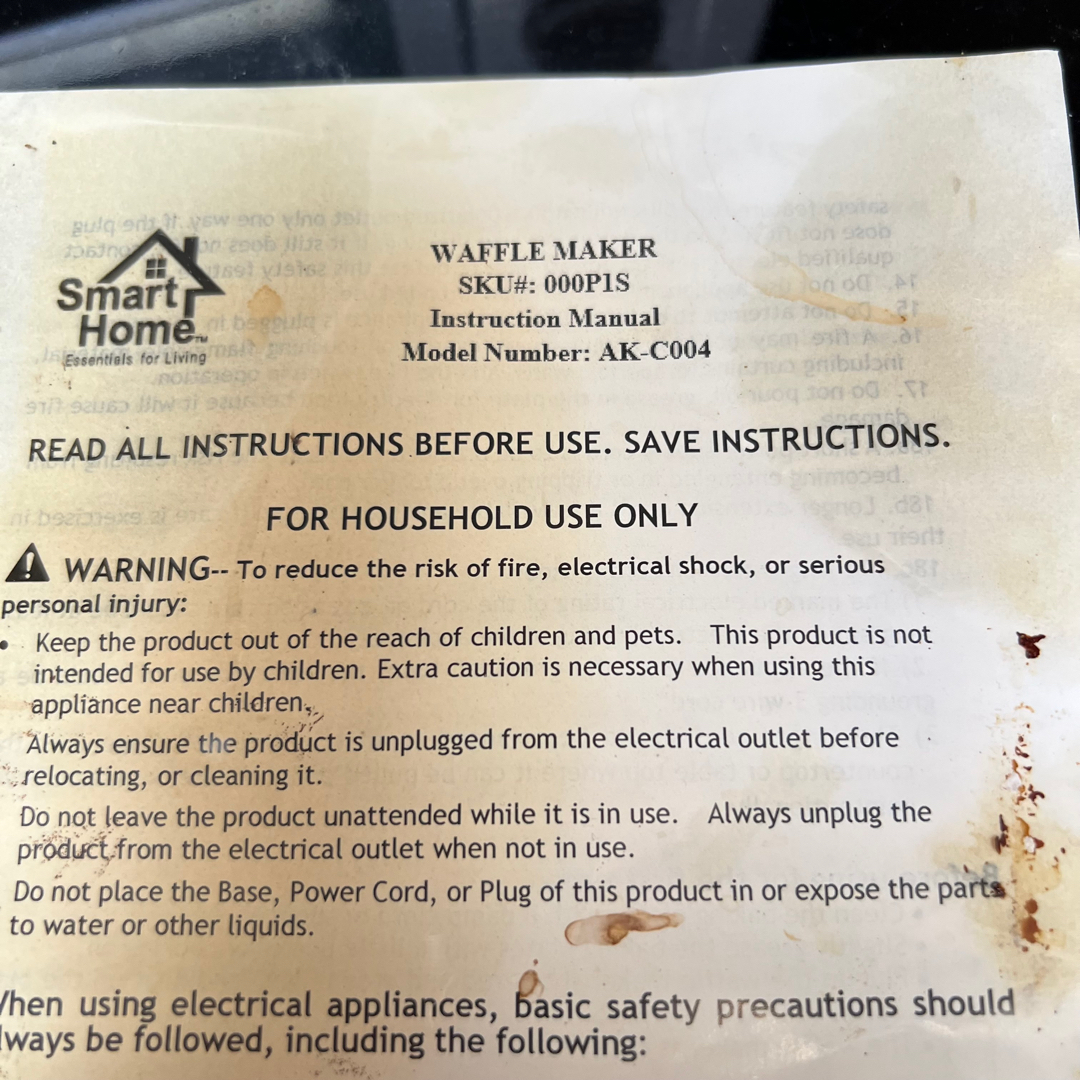 Smart
Home™
Essentials for Living
WAFFLE MAKER
SKU#: 000P1S
Instruction Manual
Model Number: AK-C004
READ ALL INSTRUCTIONS BEFORE USE. SAVE INSTRUCTIONS.
FOR HOUSEHOLD USE ONLY
WARNING-- To reduce the risk of fire, electrical shock, or serious
personal injury:
• Keep the product out of the reach of children and pets. This product is not
intended for use by children. Extra caution is necessary when using this
appliance near children.
Always ensure the product is unplugged from the electrical outlet before
relocating, or cleaning it.
Do not leave the product unattended while it is in use. Always unplug the
product from the electrical outlet when not in use.
Do not place the Base, Power Cord, or Plug of this product in or expose the parts
to water or other liquids.
hen using electrical appliances, basic safety precautions should
lways be followed, including the following: